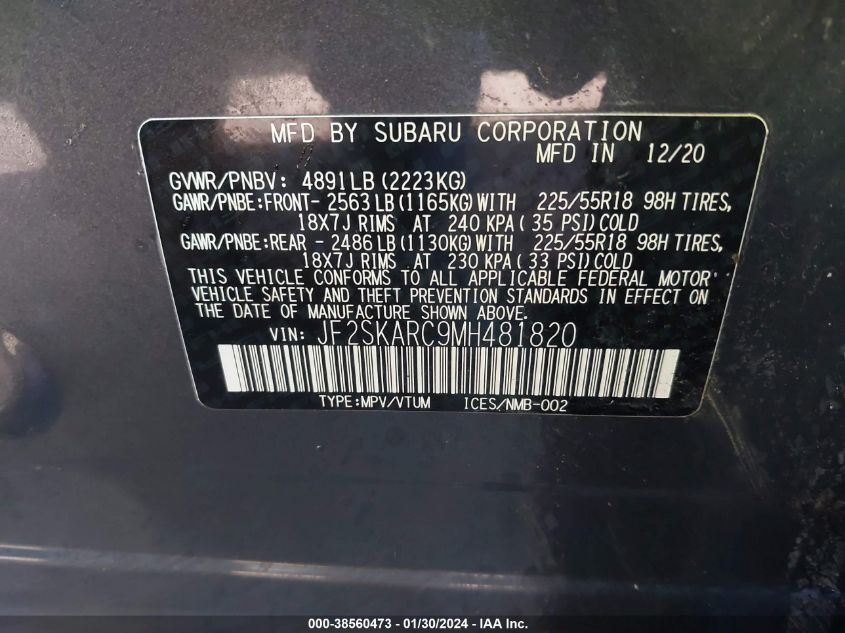 MFD BY SUBARU CORPORATION
MFD IN 12/20
GVWR/PNBV: 4891LB (2223KG)
GAWR/PNBE:FRONT- 2563 LB (1165KG) WITH 225/55R18 98H TIRES,
18X7J RIMS AT 240 KPA ( 35 PSI) COLD
GAWR/PNBE:REAR - 2486 LB (1130KG) WITH 225/55R18 98H TIRES,
18X7J RIMS AT 230 KPA ( 33 PSI) COLD
THIS VEHICLE CONFORMS TO ALL APPLICABLE FEDERAL MOTOR
VEHICLE SAFETY AND THEFT PREVENTION STANDARDS IN EFFECT ON
THE DATE OF MANUFACTURE SHOWN ABOVE.
VIN: JF2SKARC9MH481820
TYPE:MPV/VTUM ICES/NMB-002
000-38560473 - 01/30/2024 - IAA Inc.